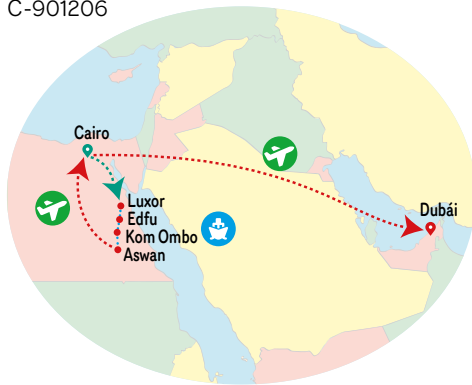 C-901206
Cairo
Luxor
Edfu
Kom Ombo
Aswan
Dubái